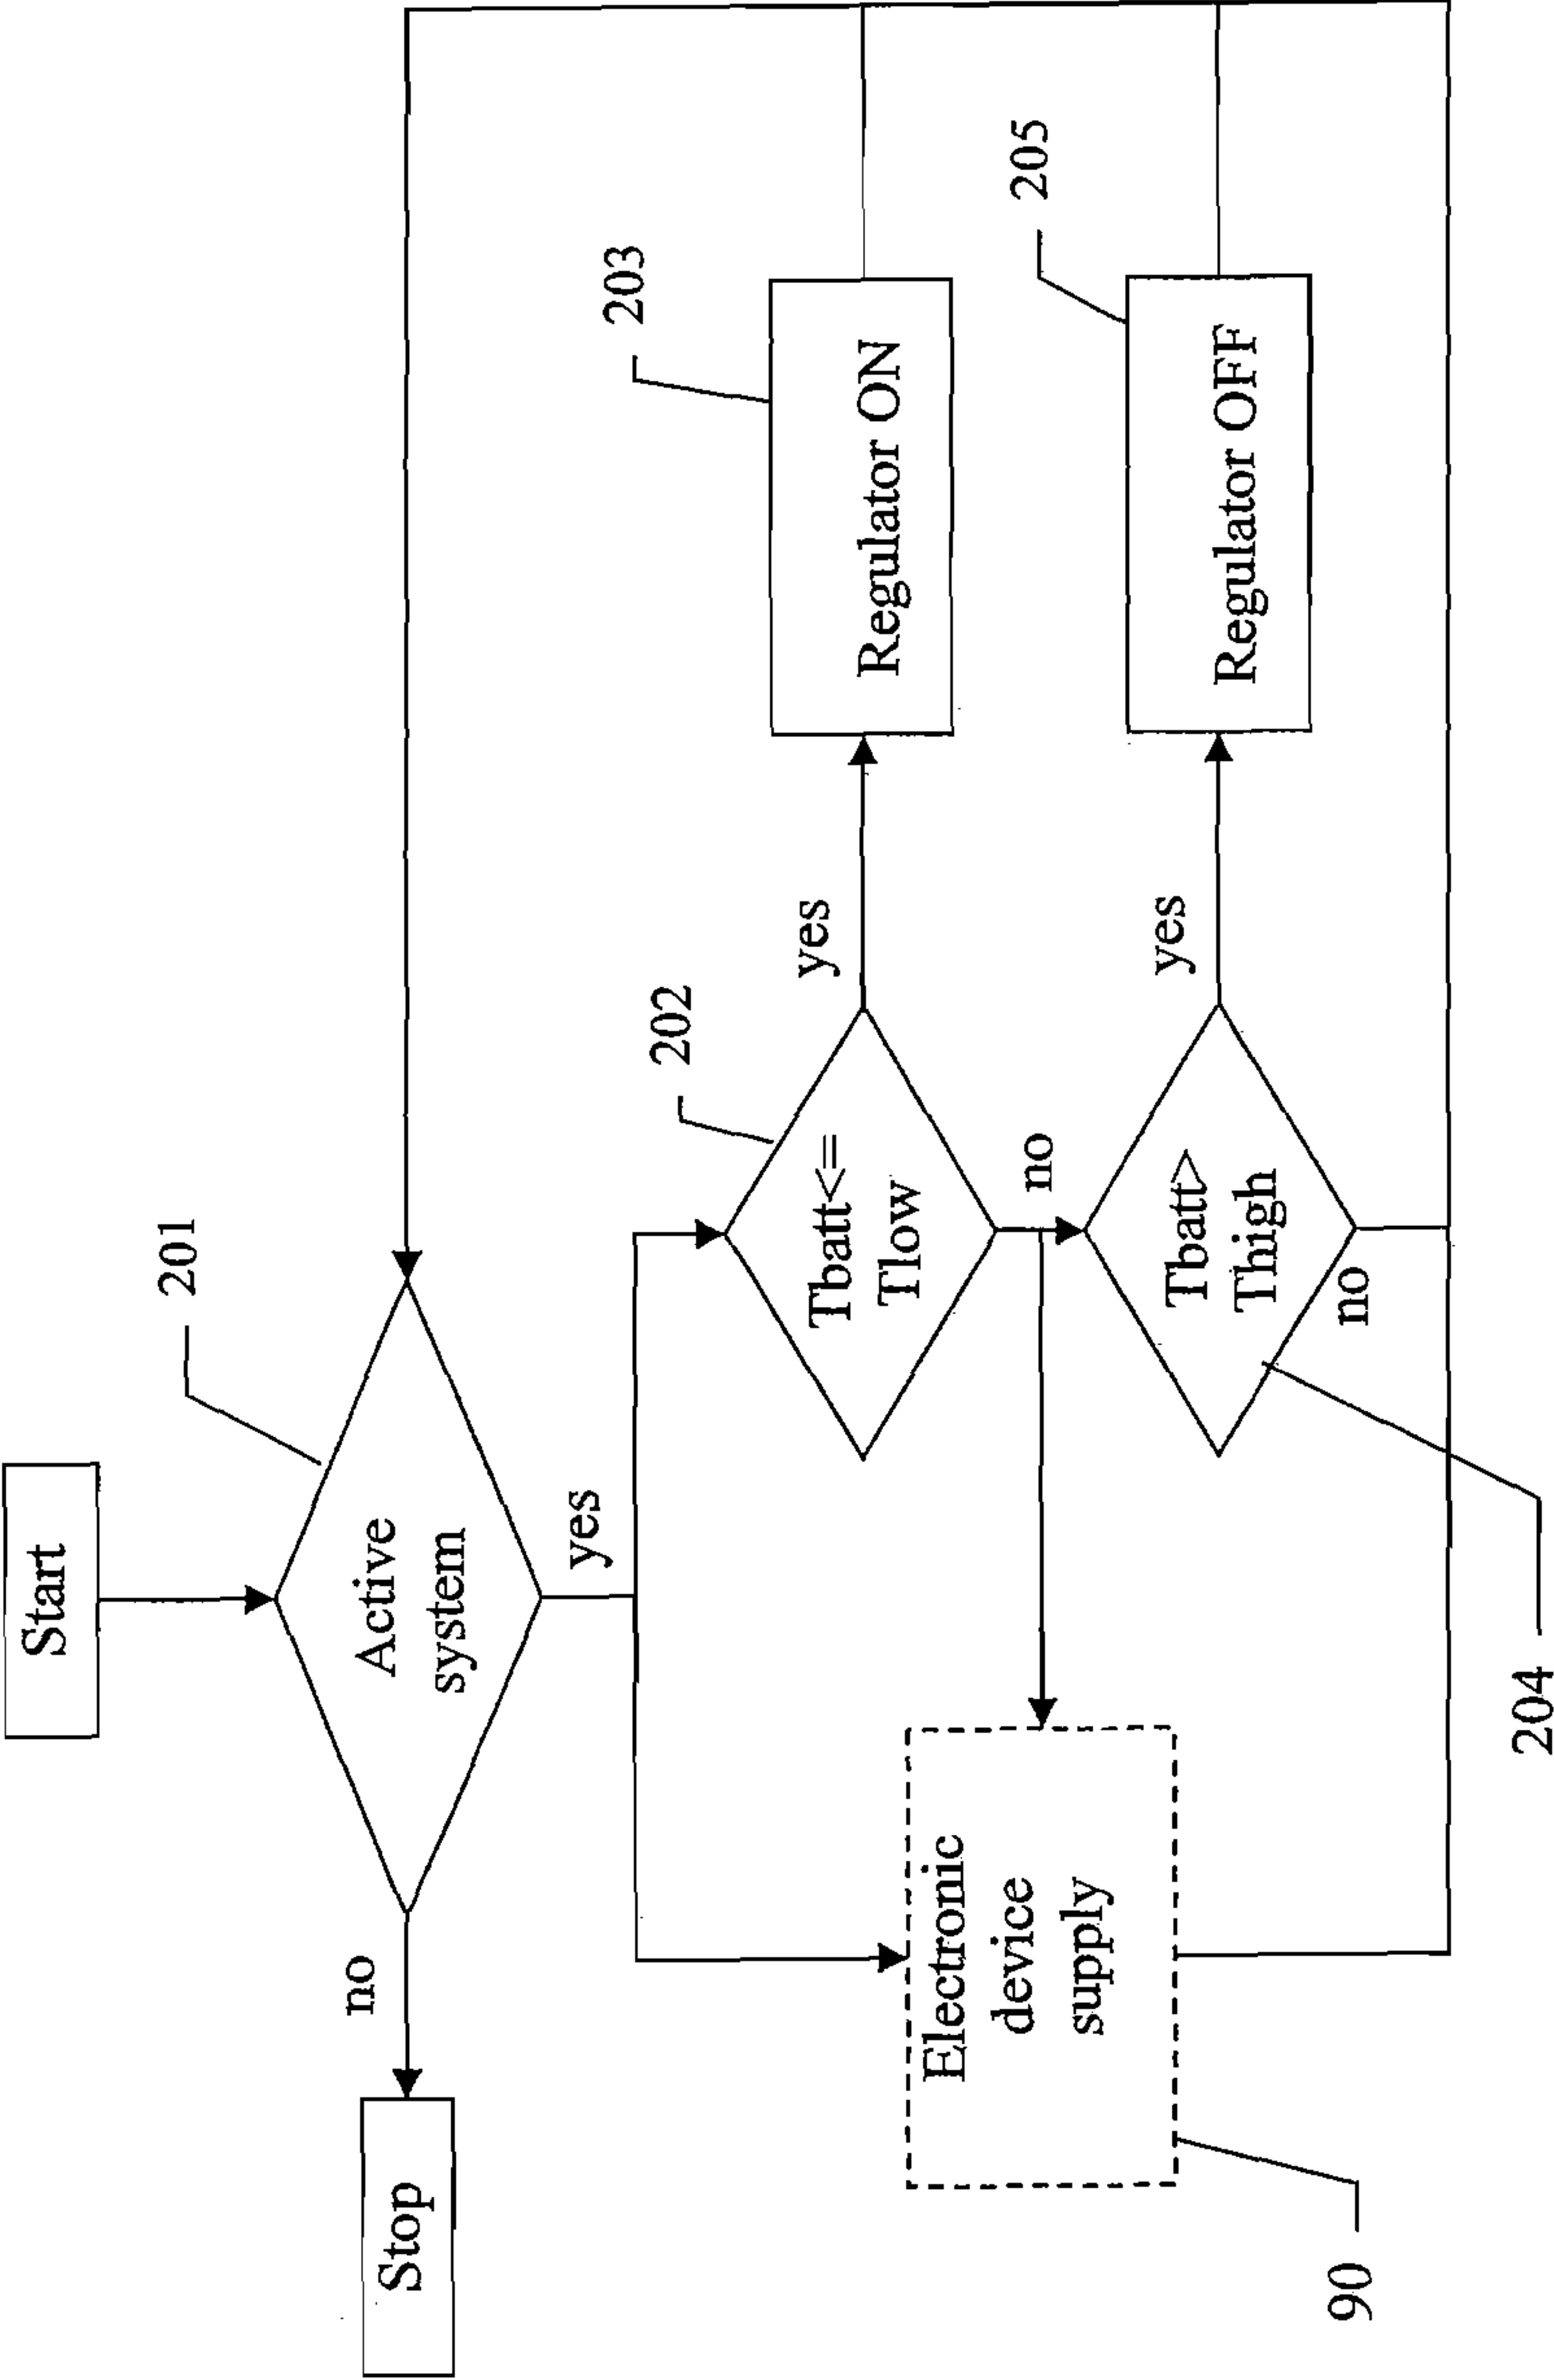 Start
201
Active
system
no
Stop
yes
202
Tbatt<=
Tlow
yes
203
Regulator ON
no
Electronic
device
supply
90
Tbatt>
Thigh
yes
205
Regulator OFF
no
204